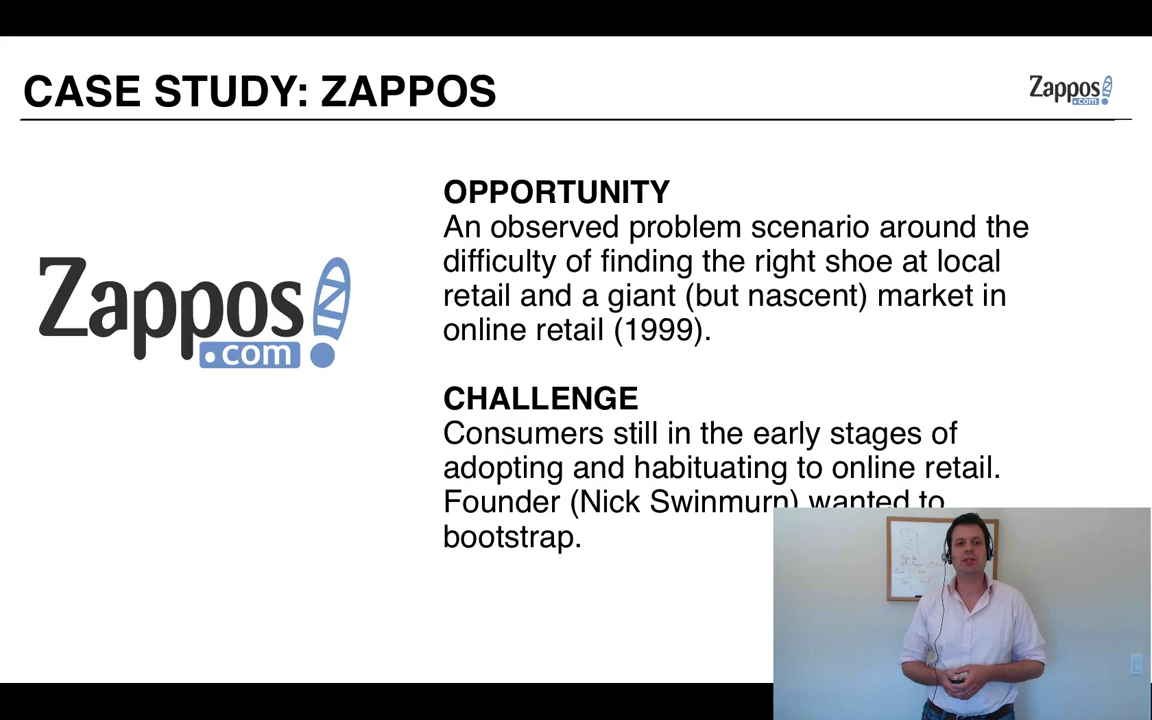 CASE STUDY: ZAPPOS
Zappos
.com
OPPORTUNITY
An observed problem scenario around the
difficulty of finding the right shoe at local
retail and a giant (but nascent) market in
online retail (1999).
Zappos
.com
CHALLENGE
Consumers still in the early stages of
adopting and habituating to online retail.
Founder (Nick Swinmurn) wanted to
bootstrap.